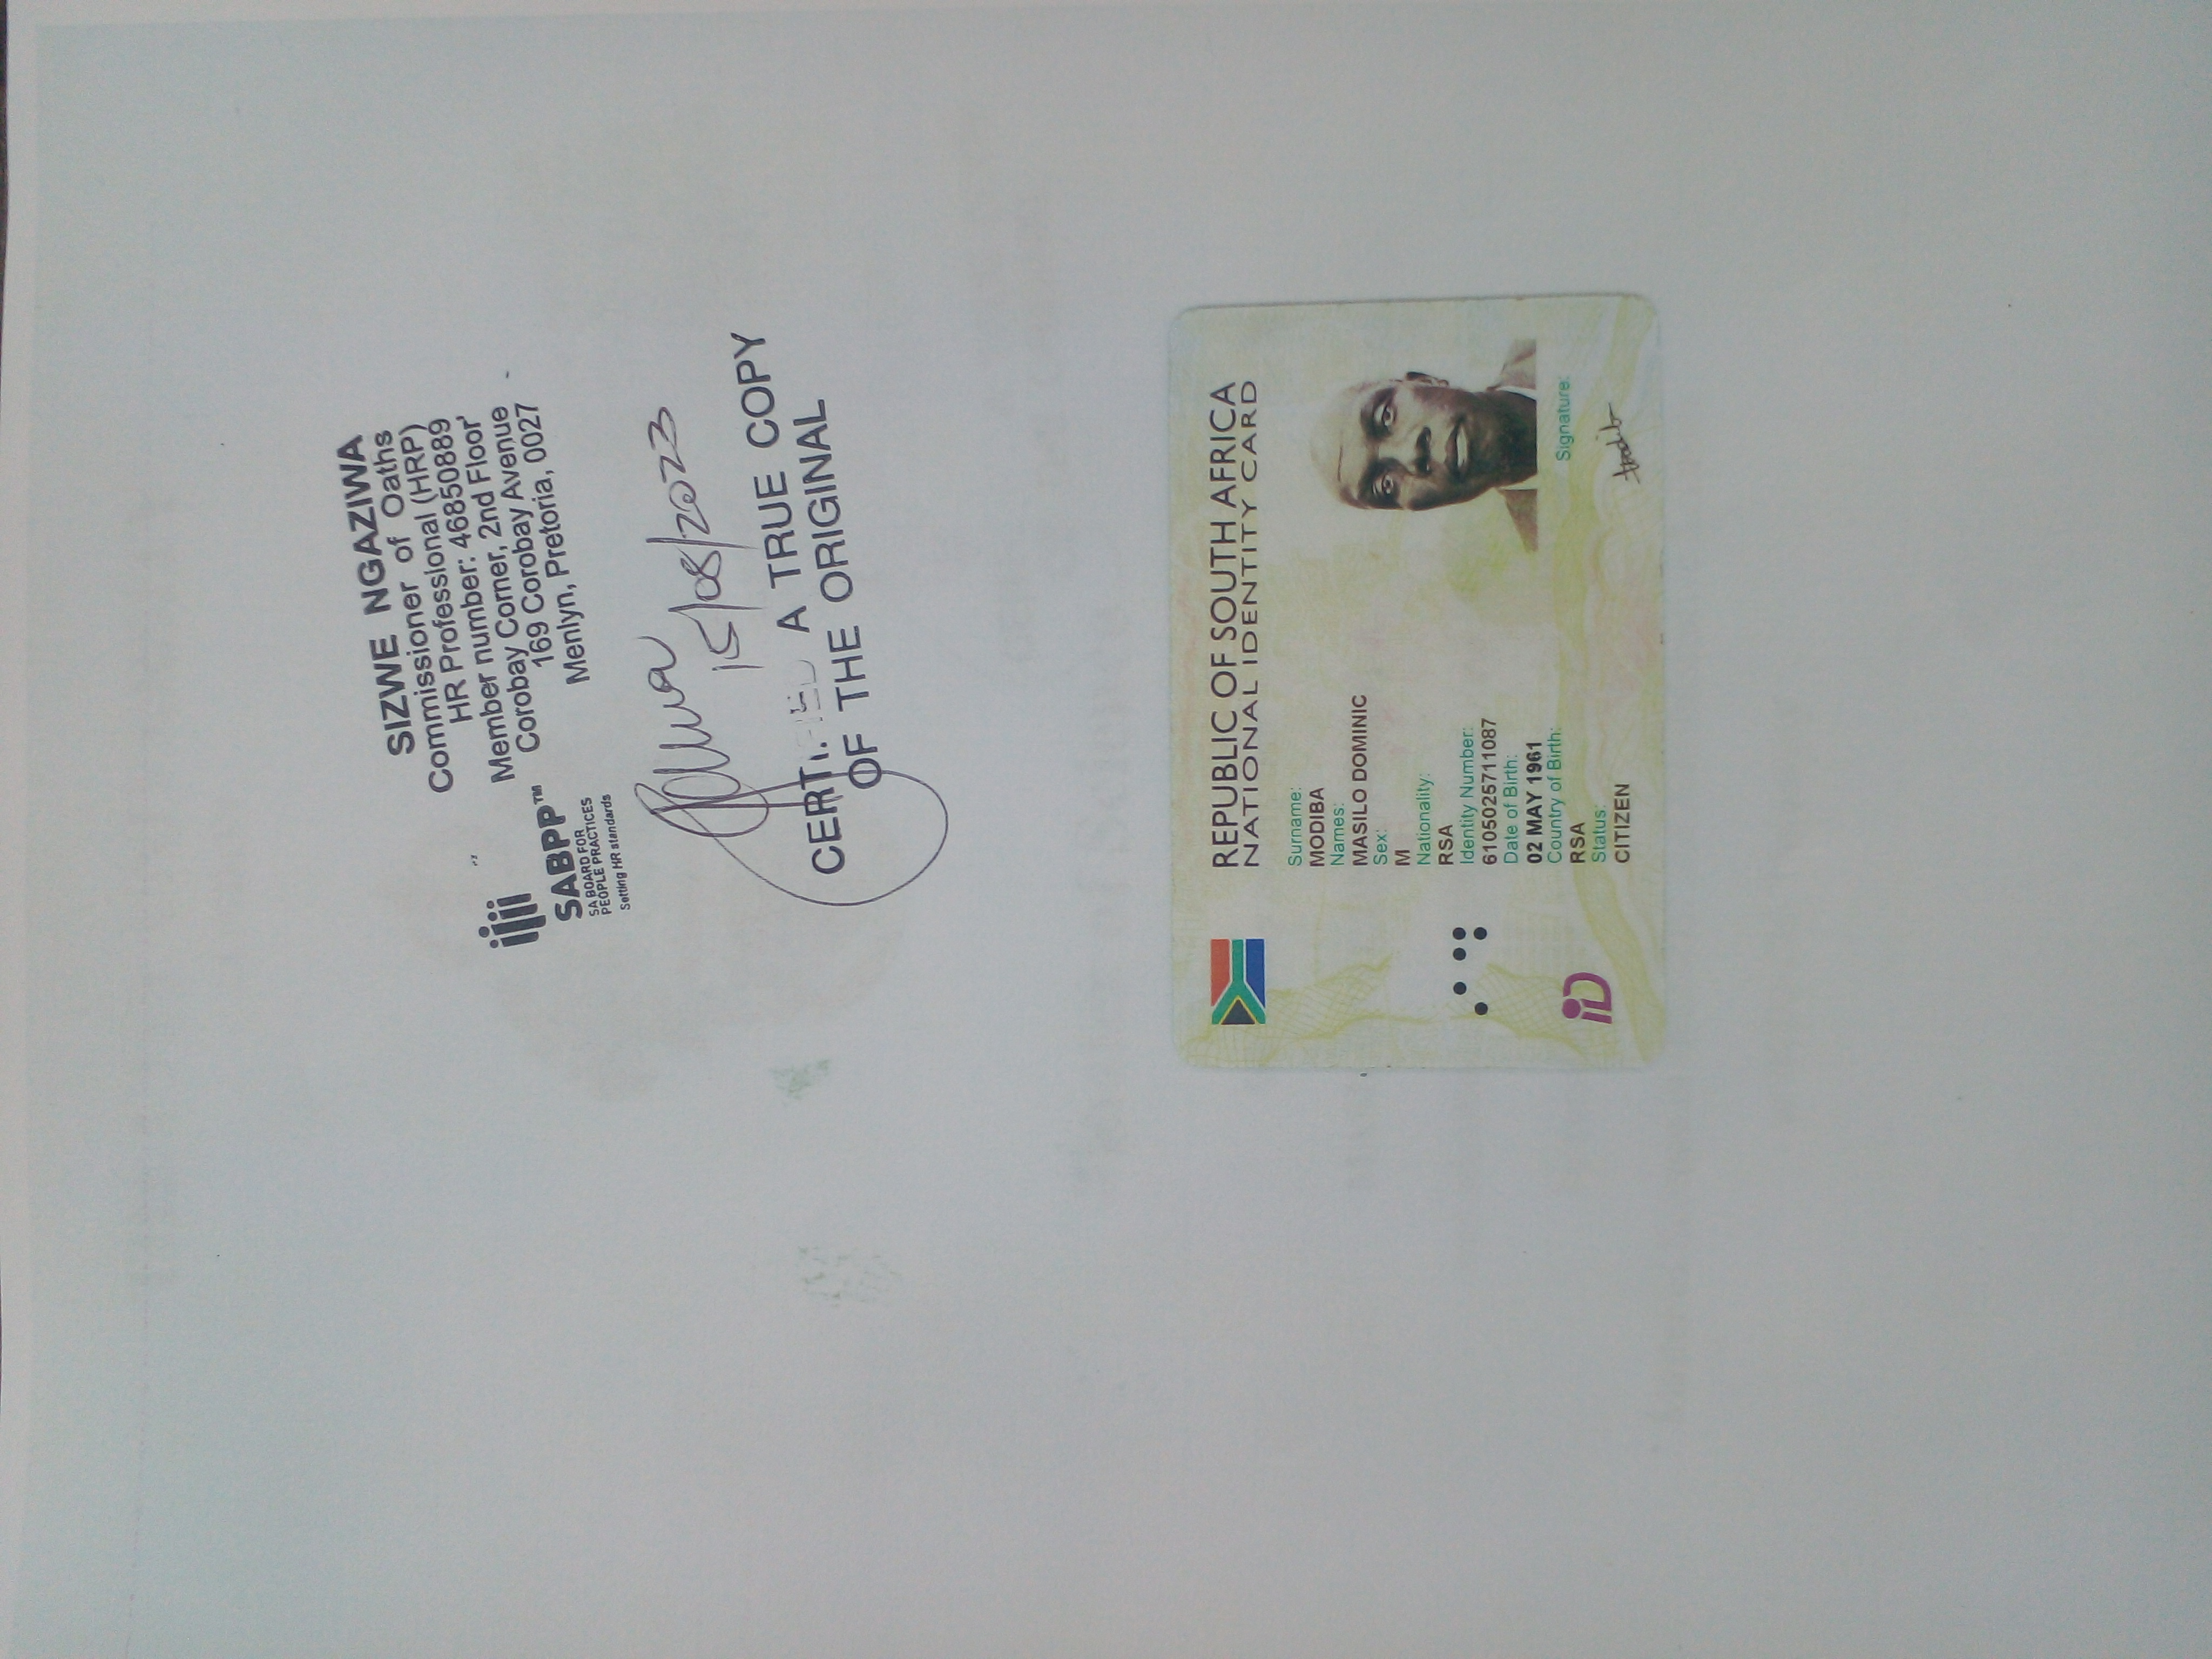 SIZWE NGAZIWA
Commissioner of Oaths
HR Professional (HRP)
Member number: 46850889
Corobay Corner, 2nd Floor
169 Corobay Avenue
Menlyn, Pretoria, 0027
SABPP™
SA BOARD FOR
PEOPLE PRACTICES
Setting HR standards
15/08/2023
CERTIFIED A TRUE COPY
OF THE ORIGINAL
of Science
REPUBLIC OF SOUTH AFRICA
NATIONAL IDENTITY CARD
Surname:
MODIBA
Names:
MASILO DOMINIC
Sex:
M
Nationality:
RSA
Identity Number:
6105025711087
Date of Birth:
02 MAY 1961
Country of Birth:
RSA
Status:
CITIZEN
Signature:
iD